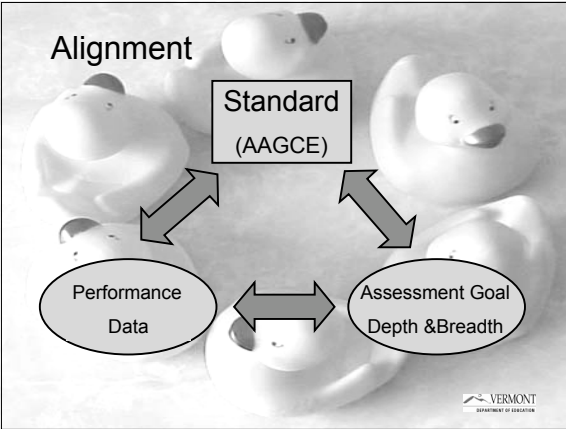 Alignment
Standard
(AAGCE)
Performance
Data
Assessment Goal
Depth &Breadth
VERMONT
DEPARTMENT OF EDUCATION